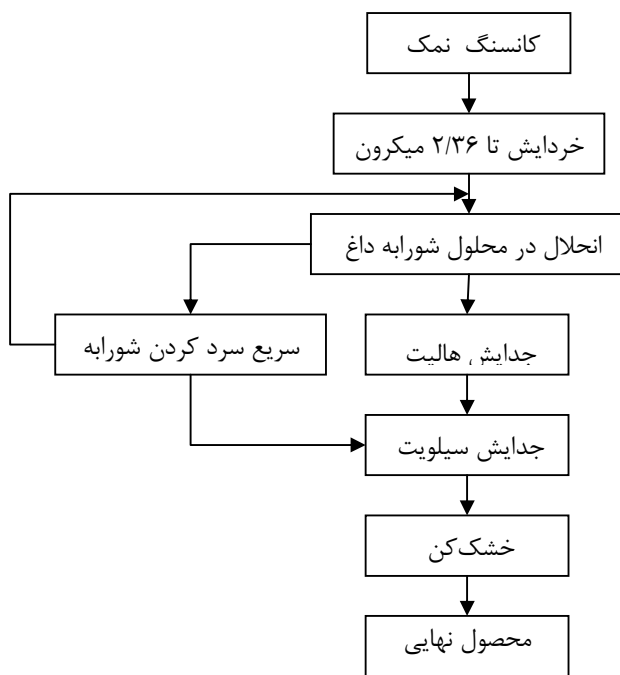 کانسنگ نمک
خردایش تا ۲/۳۶ میکرون
انحلال در محلول شورابه داغ
سریع سرد کردن شورابه
جدایش هالیت
جدایش سیلویت
خشک‌کن
محصول نهایی